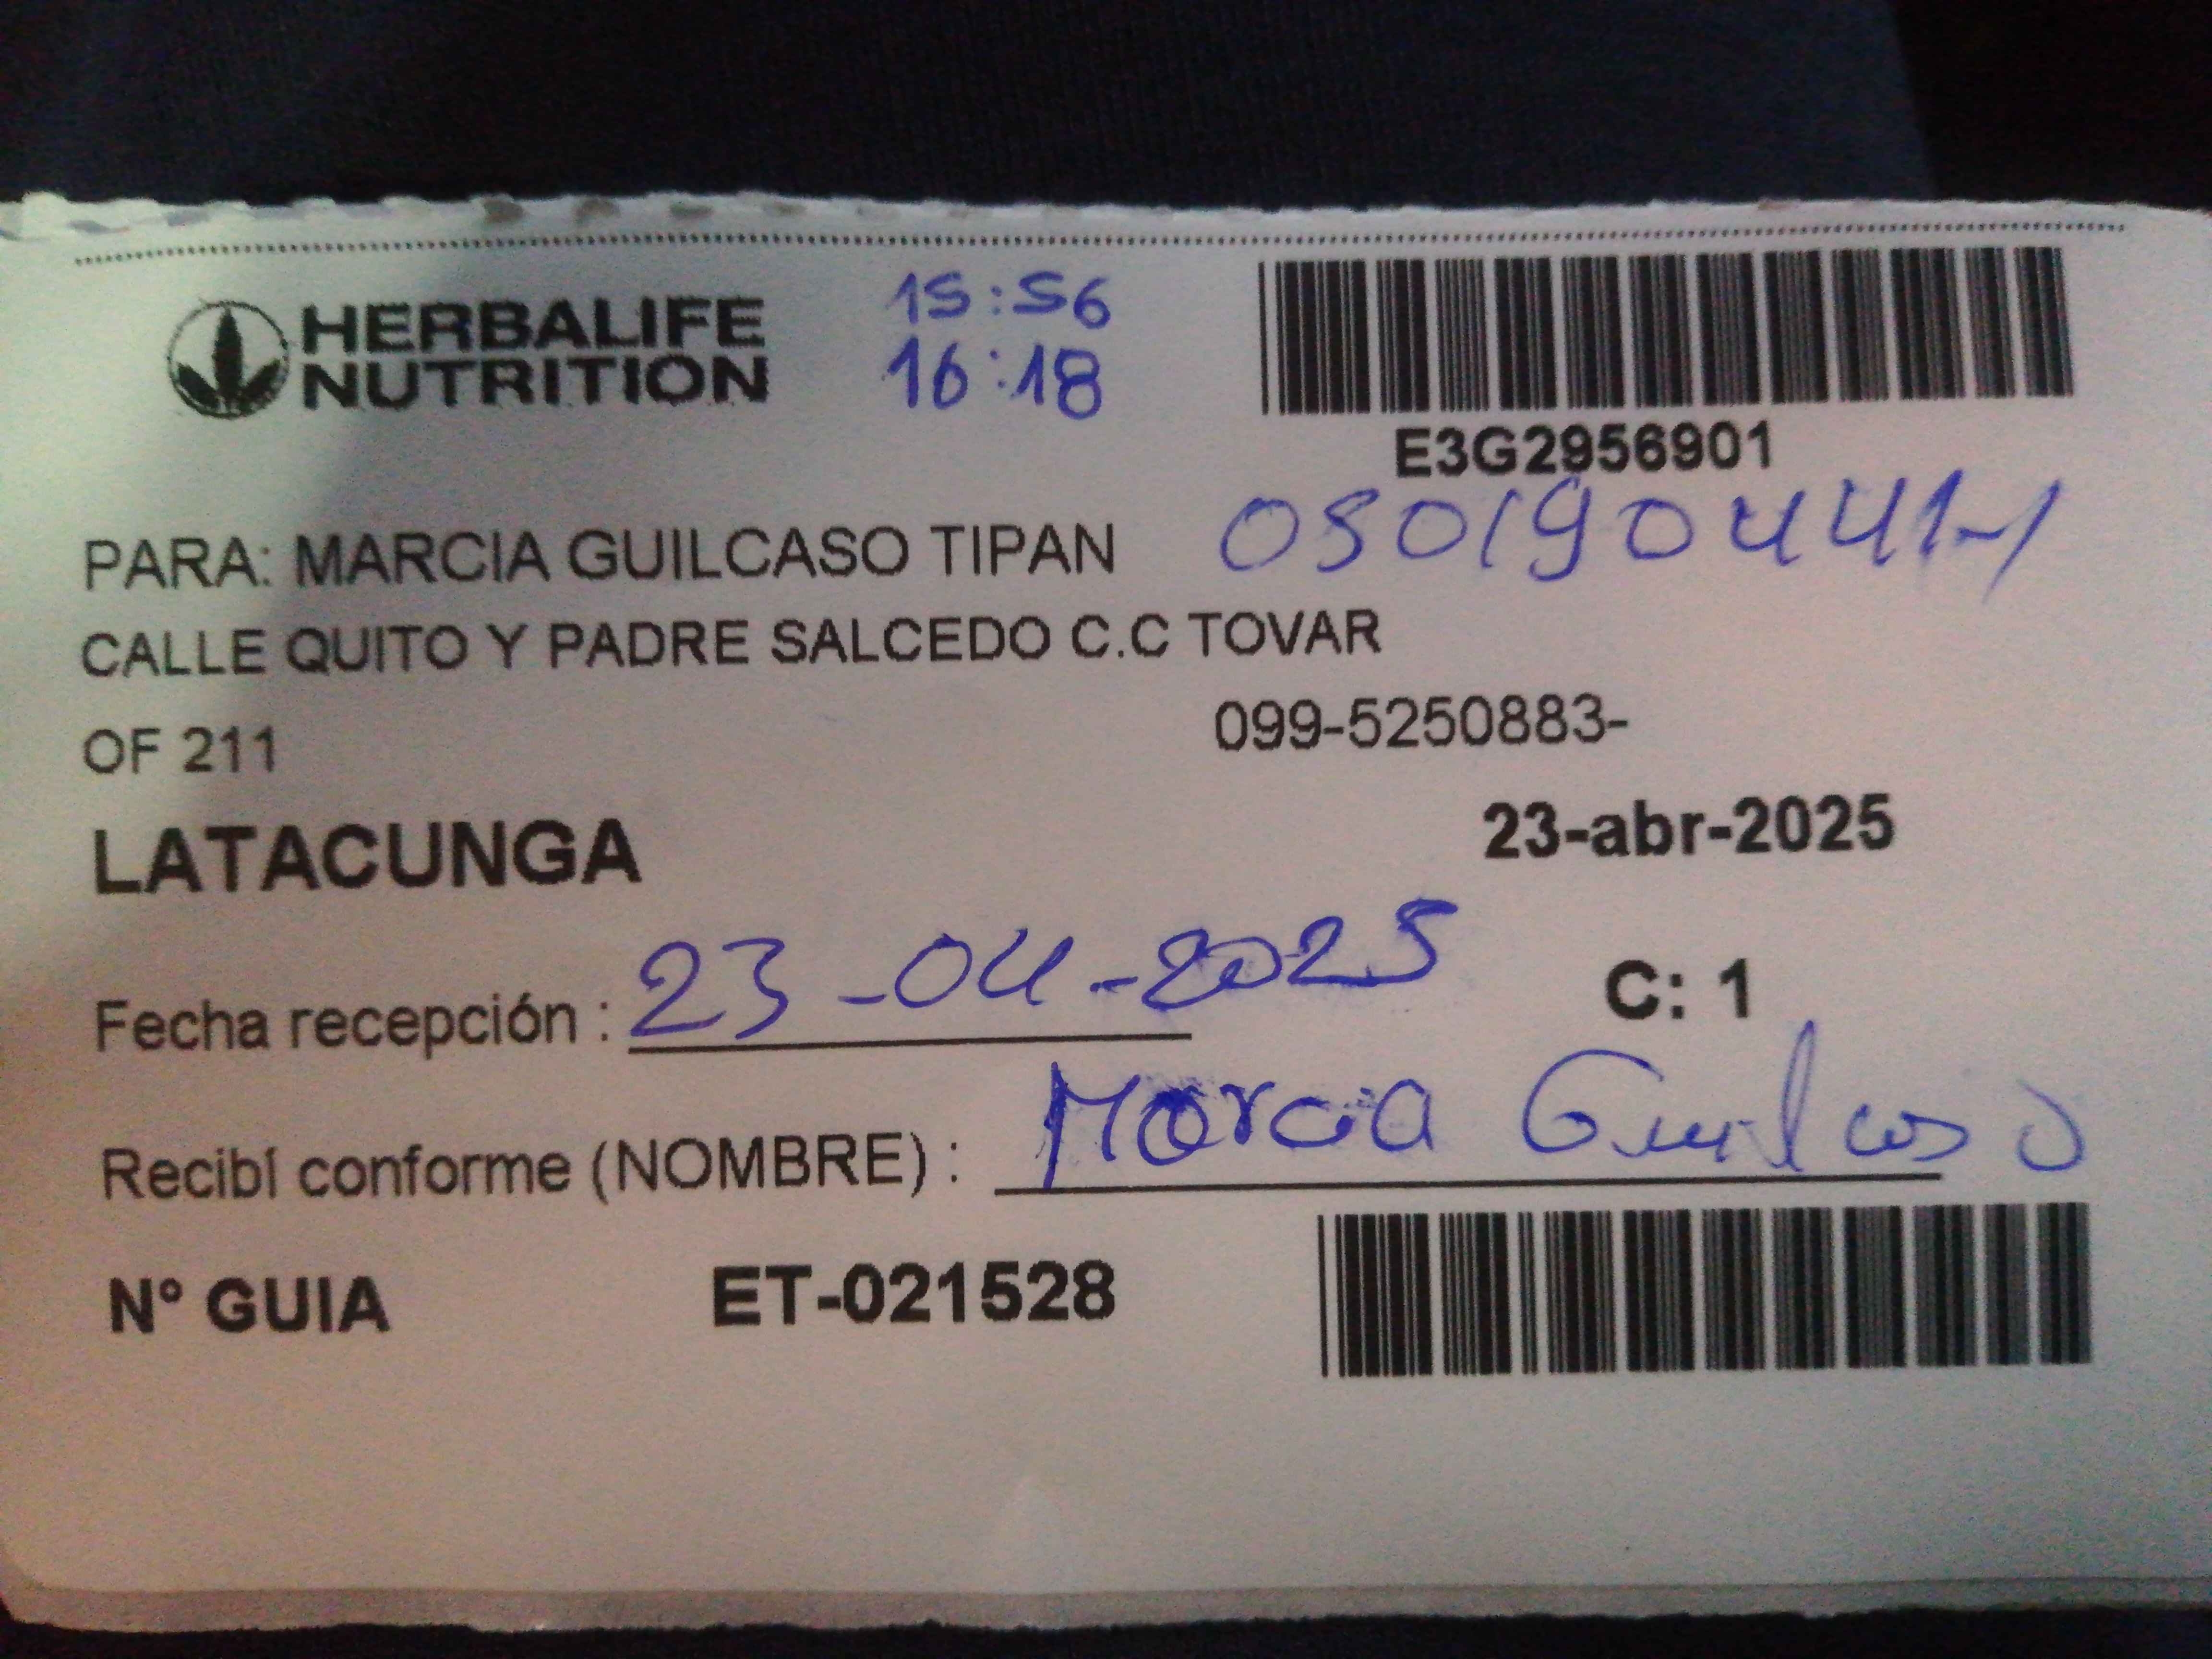 HERBALIFE
NUTRITION
15:56
16:18
E3G2956901
PARA: MARCIA GUILCASO TIPAN 050190441-1
CALLE QUITO Y PADRE SALCEDO C.C TOVAR
OF 211 099-5250883-
LATACUNGA 23-abr-2025
Fecha recepción : 23-04-2025 C: 1
Recibí conforme (NOMBRE) : Marcia Guilcaso
N° GUIA ET-021528